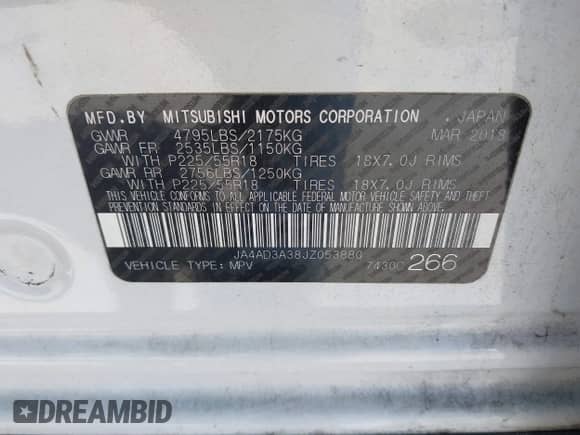 MFD.BY MITSUBISHI MOTORS CORPORATION . JAPAN
GVWR 4795LBS/2175KG MAR 2018
GAWR FR 2535LBS/1150KG
WITH P225/55R18 TIRES 18X7.0J RIMS
GAWR RR 2756LBS/1250KG
WITH P225/55R18 TIRES 18X7.0J RIMS
THIS VEHICLE CONFORMS TO ALL APPLICABLE FEDERAL MOTOR VEHICLE SAFETY, BUMPER
AND THEFT PREVENTION STANDARDS IN EFFECT ON THE DATE OF MANUFACTURE SHOWN ABOVE.
JA4AD3A38JZ053880
VEHICLE TYPE: MPV 7430C 266
DREAMBID